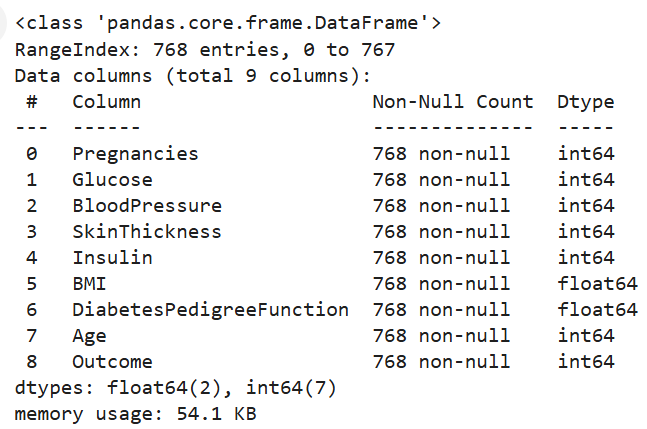 <class 'pandas.core.frame.DataFrame'>
RangeIndex: 768 entries, 0 to 767
Data columns (total 9 columns):
 #   Column                    Non-Null Count  Dtype
---  ------                    --------------  -----
 0   Pregnancies               768 non-null    int64
 1   Glucose                   768 non-null    int64
 2   BloodPressure             768 non-null    int64
 3   SkinThickness             768 non-null    int64
 4   Insulin                   768 non-null    int64
 5   BMI                       768 non-null    float64
 6   DiabetesPedigreeFunction  768 non-null    float64
 7   Age                       768 non-null    int64
 8   Outcome                   768 non-null    int64
dtypes: float64(2), int64(7)
memory usage: 54.1 KB